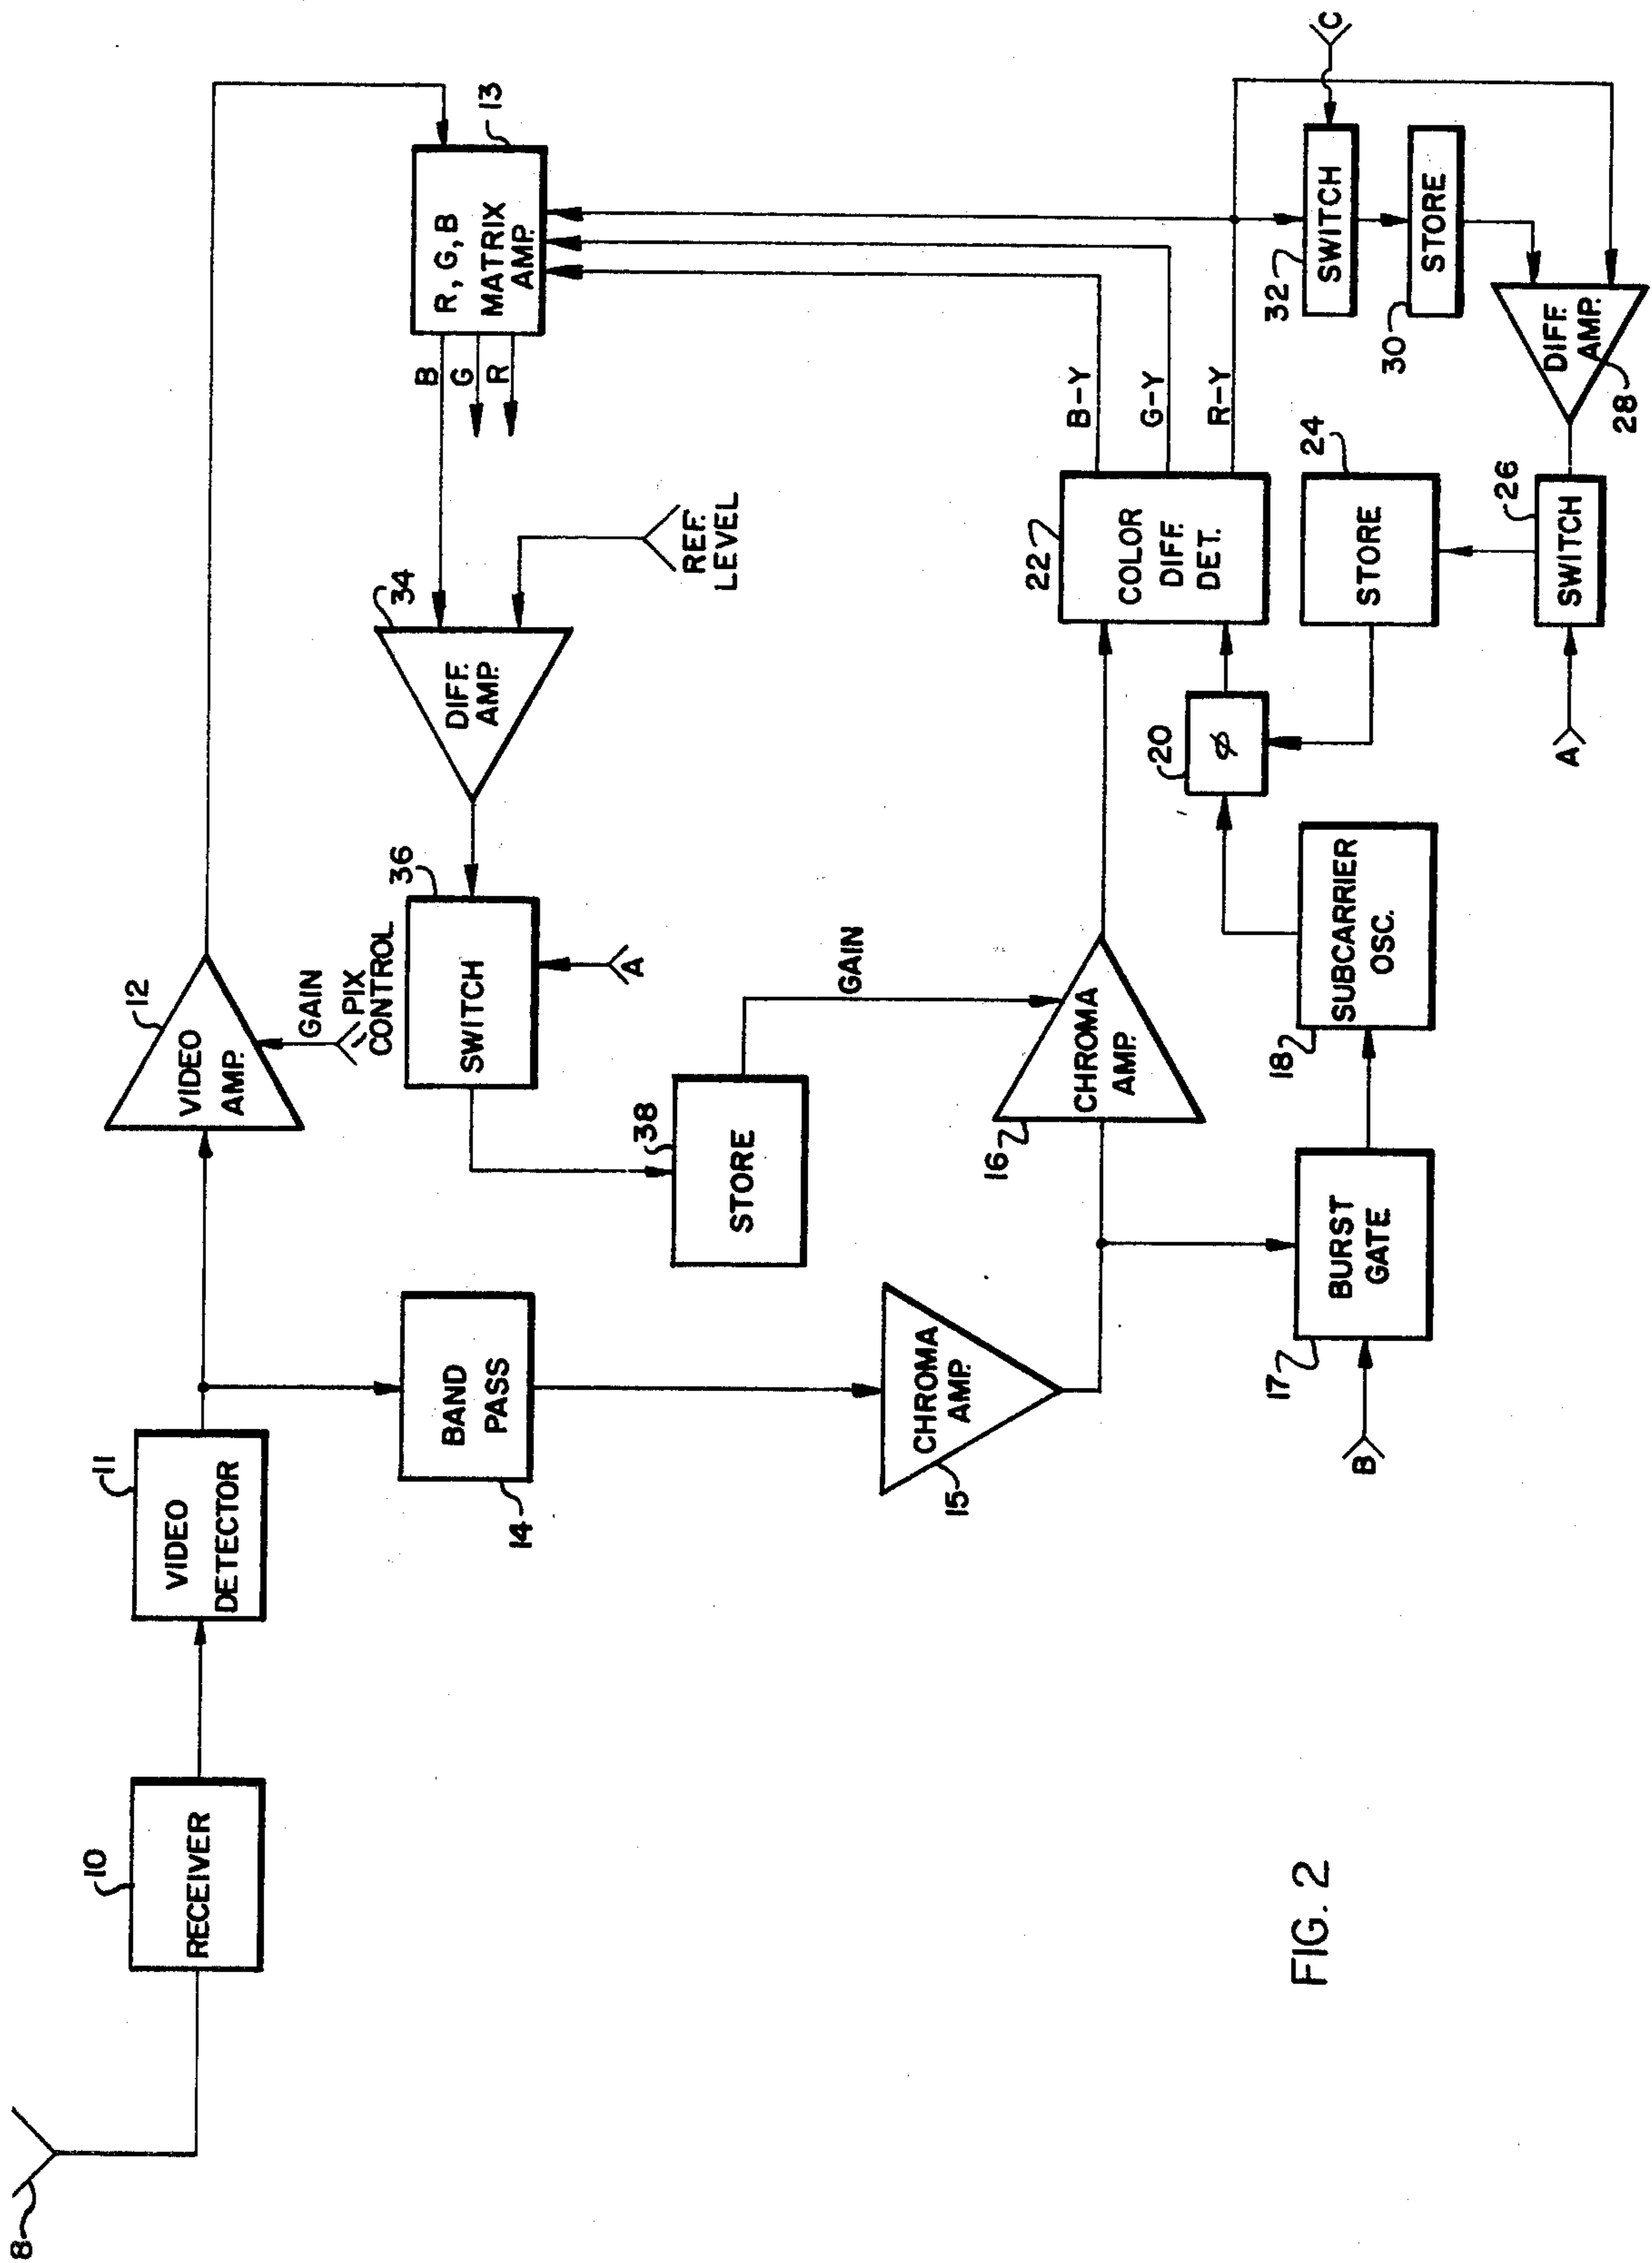 8
10
RECEIVER
11
VIDEO
DETECTOR
12
VIDEO
AMP.
GAIN
PIX
CONTROL
13
R, G, B
MATRIX
AMP.
B
G
R
34
DIFF.
AMP.
REF.
LEVEL
36
SWITCH
A
38
STORE
GAIN
14
BAND
PASS
15
CHROMA
AMP.
16
CHROMA
AMP.
17
BURST
GATE
B
18
SUBCARRIER
OSC.
20
φ
22
COLOR
DIFF.
DET.
B-Y
G-Y
R-Y
24
STORE
26
SWITCH
A
28
DIFF.
AMP.
30
STORE
32
SWITCH
C
FIG. 2